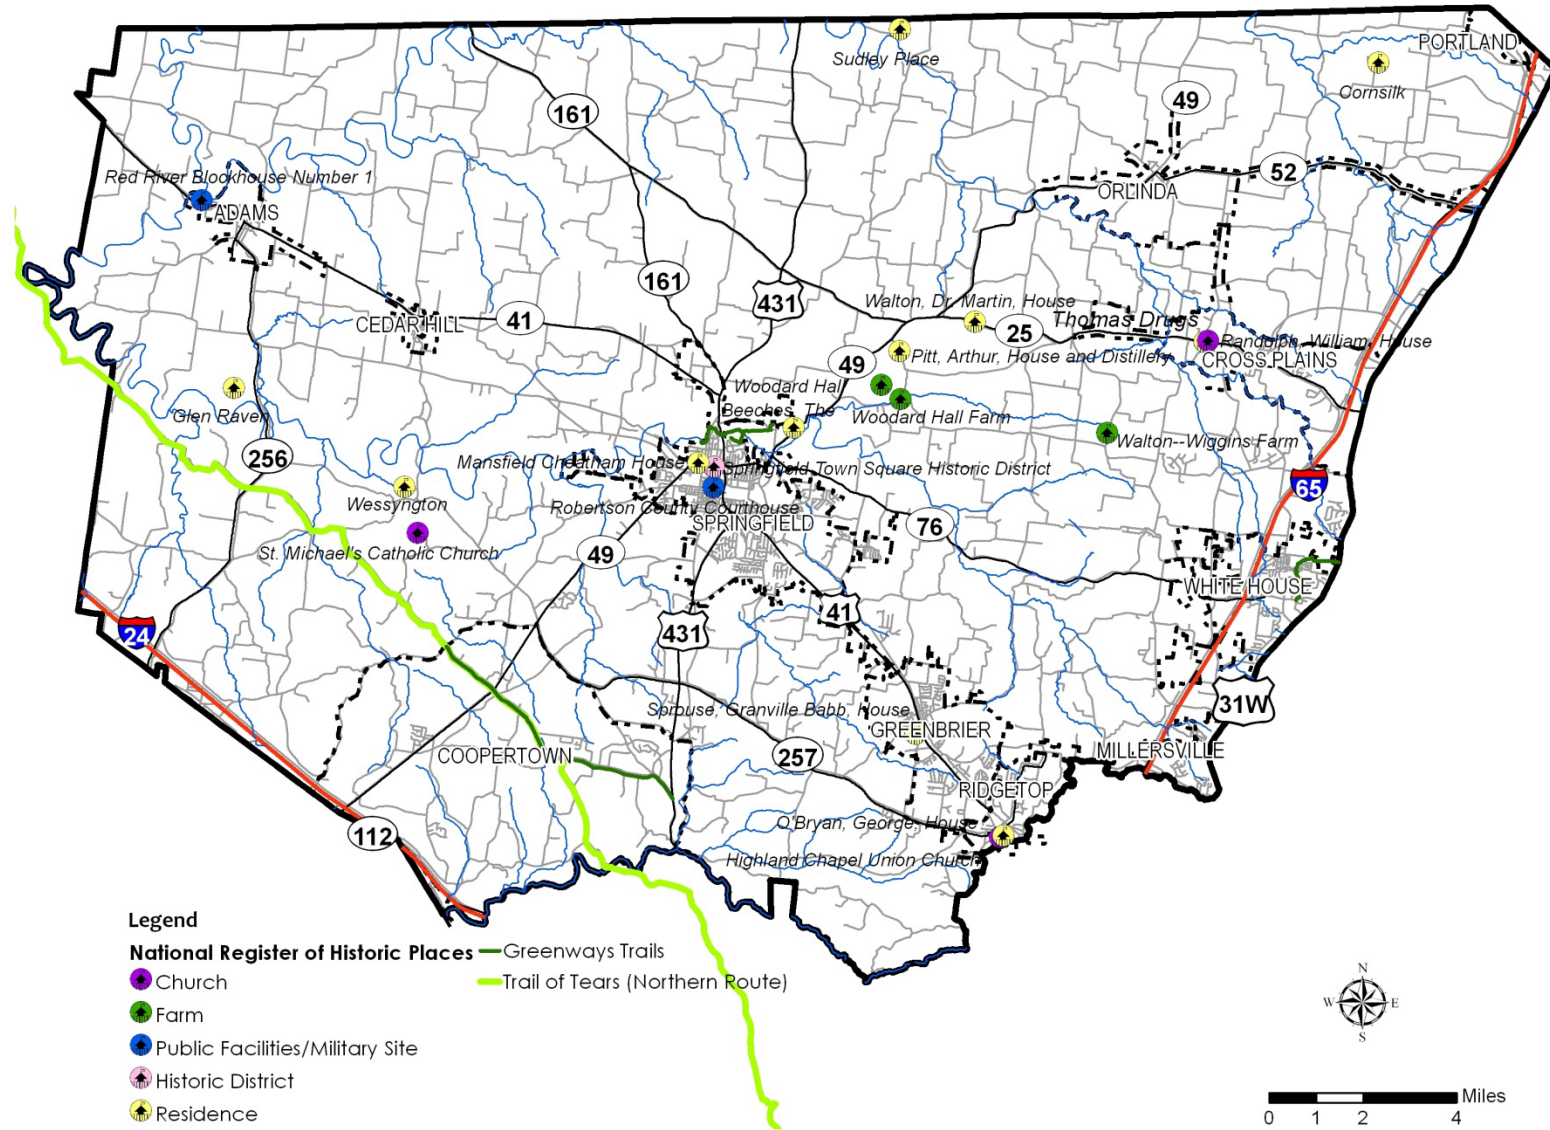 PORTLAND
Sudley Place
Cornsilk
49
161
52
Red River Blockhouse Number 1
ORLINDA
ADAMS
161
431
Walton, Dr. Martin, House
CEDAR HILL
41
25
Thomas Drugs
Randolph, William, House
49
Pitt, Arthur, House and Distillery
CROSS PLAINS
Woodard Hall
Glen Raven
Beeches, The
Woodard Hall Farm
Walton--Wiggins Farm
256
Mansfield Cheatham House
Springfield Town Square Historic District
65
Wessyngton
Robertson County Courthouse
SPRINGFIELD
76
St. Michael's Catholic Church
49
WHITE HOUSE
41
24
431
31W
Sprouse, Granville Babb, House
GREENBRIER
COOPERTOWN
257
MILLERSVILLE
RIDGETOP
112
O'Bryan, George, House
Highland Chapel Union Church
Legend
National Register of Historic Places
Church
Farm
Public Facilities/Military Site
Historic District
Residence
Greenways Trails
Trail of Tears (Northern Route)
N
W E
S
Miles
0 1 2 4